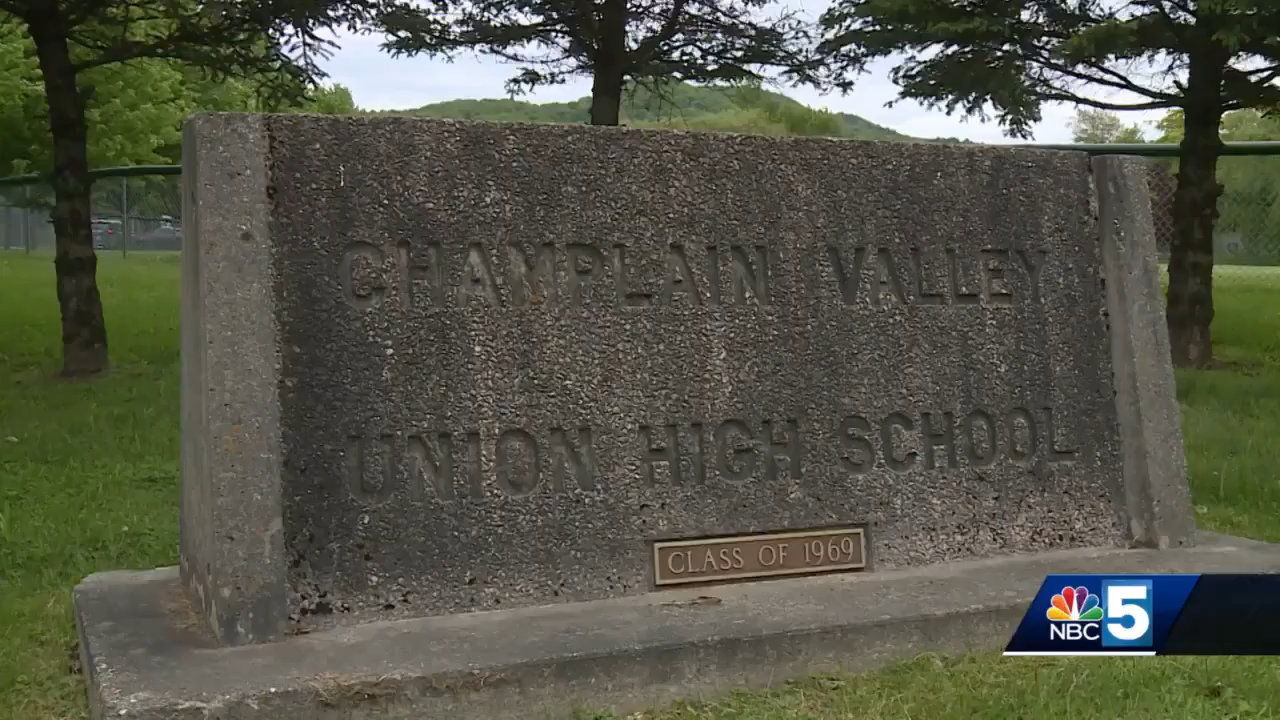 CHAMPLAIN VALLEY
UNION HIGH SCHOOL
CLASS OF 1969
NBC 5